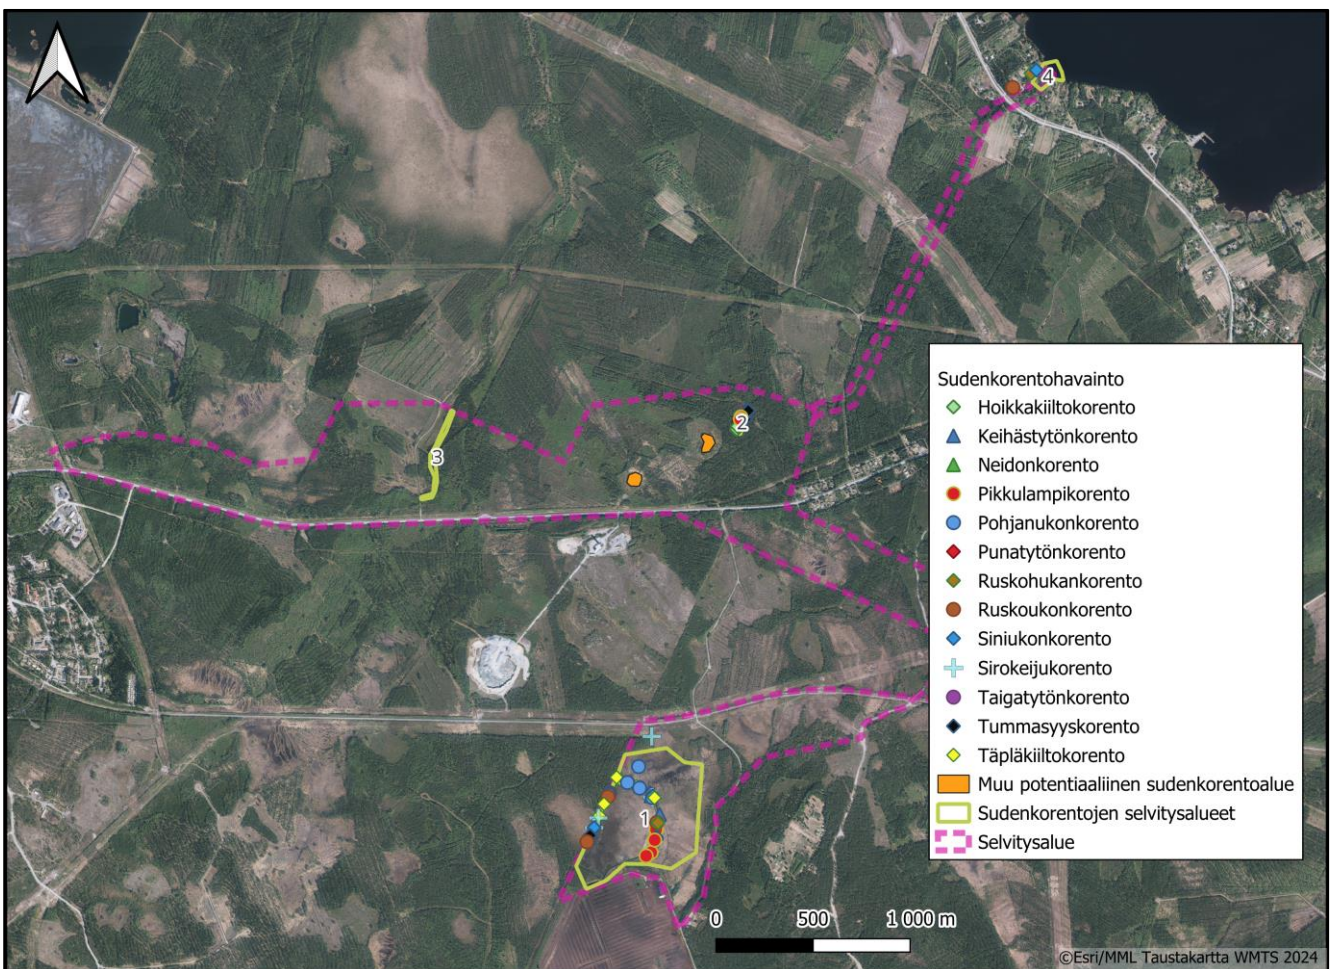 4
2
3
1
Sudenkorentohavainto
Hoikkakiiltokorento
Keihästytönkorento
Neidonkorento
Pikkulampikorento
Pohjanukonkorento
Punatytönkorento
Ruskohukankorento
Ruskoukonkorento
Siniukonkorento
Sirokeijukorento
Taigatytönkorento
Tummasyyskorento
Täpläkiiltokorento
Muu potentiaaliinen sudenkorentoalue
Sudenkorentojen selvitysalueet
Selvitysalue
0 500 1 000 m
©Esri/MML Taustakartta WMTS 2024